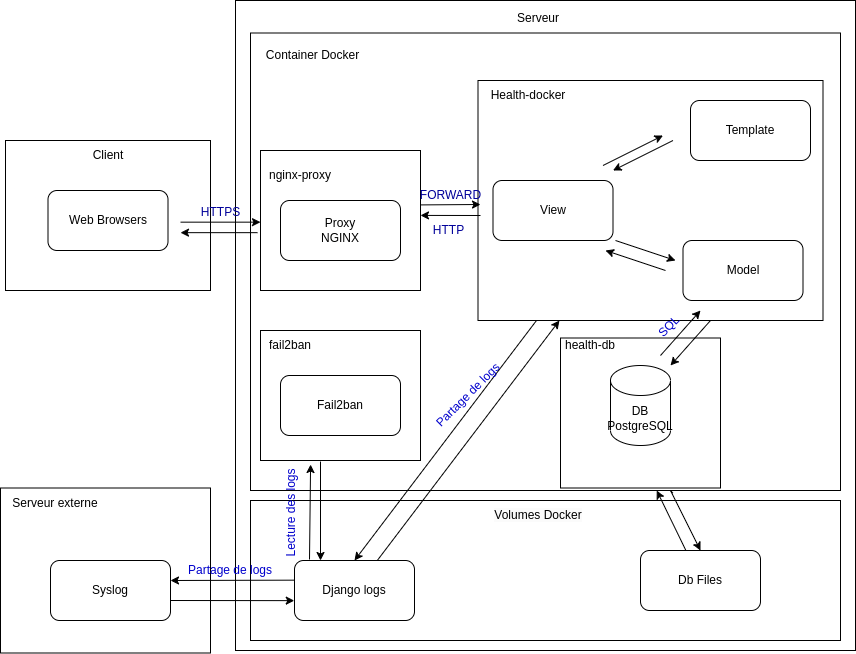 Serveur
Container Docker
Health-docker
Template
Client
nginx-proxy
Web Browsers
HTTPS
Proxy
NGINX
FORWARD
HTTP
View
Model
SQL
fail2ban
health-db
Fail2ban
Partage de logs
DB
PostgreSQL
Lecture des logs
Serveur externe
Volumes Docker
Partage de logs
Syslog
Django logs
Db Files